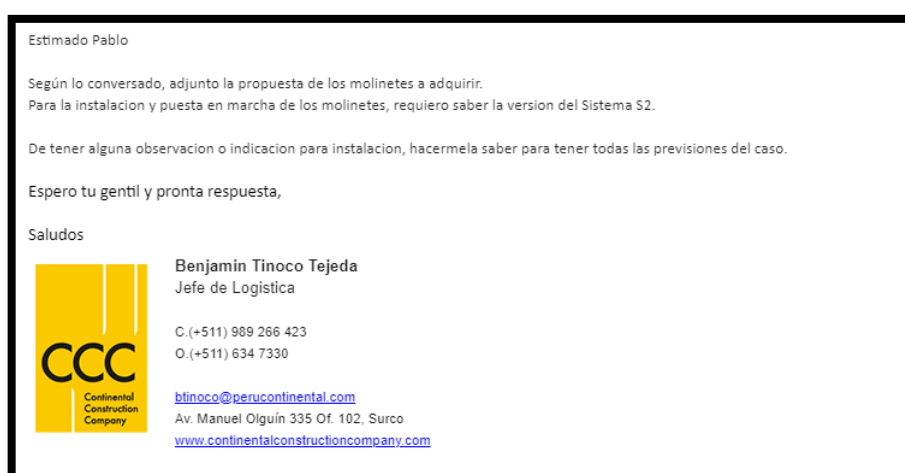 Estimado Pablo
Según lo conversado, adjunto la propuesta de los molinetes a adquirir.
Para la instalacion y puesta en marcha de los molinetes, requiero saber la version del Sistema S2.
De tener alguna observacion o indicacion para instalacion, hacermela saber para tener todas las previsiones del caso.
Espero tu gentil y pronta respuesta,
Saludos
Benjamin Tinoco Tejeda
Jefe de Logistica
C.(+511) 989 266 423
O.(+511) 634 7330
CCC
Continental
Construction
Company
btinoco@perucontinental.com
Av. Manuel Olguín 335 Of. 102, Surco
www.continentalconstructioncompany.com